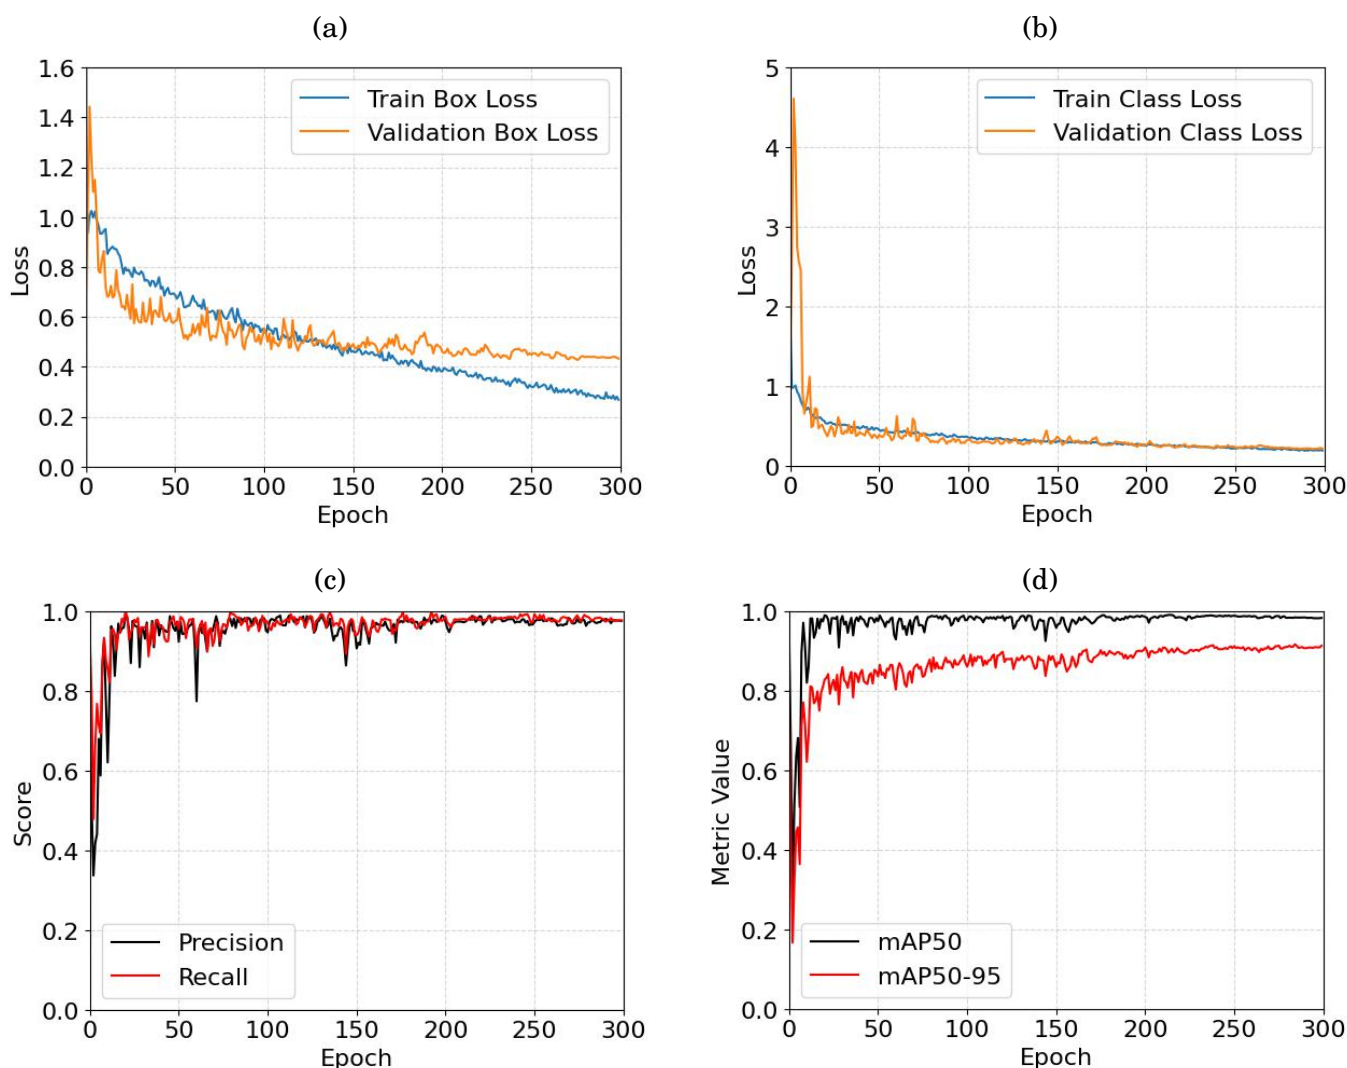 (a)
1.6
1.4
1.2
1.0
0.8
0.6
0.4
0.2
0.0
Loss
Train Box Loss
Validation Box Loss
0 50 100 150 200 250 300
Epoch
(b)
5
4
3
2
1
0
Loss
Train Class Loss
Validation Class Loss
0 50 100 150 200 250 300
Epoch
(c)
1.0
0.8
0.6
0.4
0.2
0.0
Score
Precision
Recall
0 50 100 150 200 250 300
Epoch
(d)
1.0
0.8
0.6
0.4
0.2
0.0
Metric Value
mAP50
mAP50-95
0 50 100 150 200 250 300
Epoch